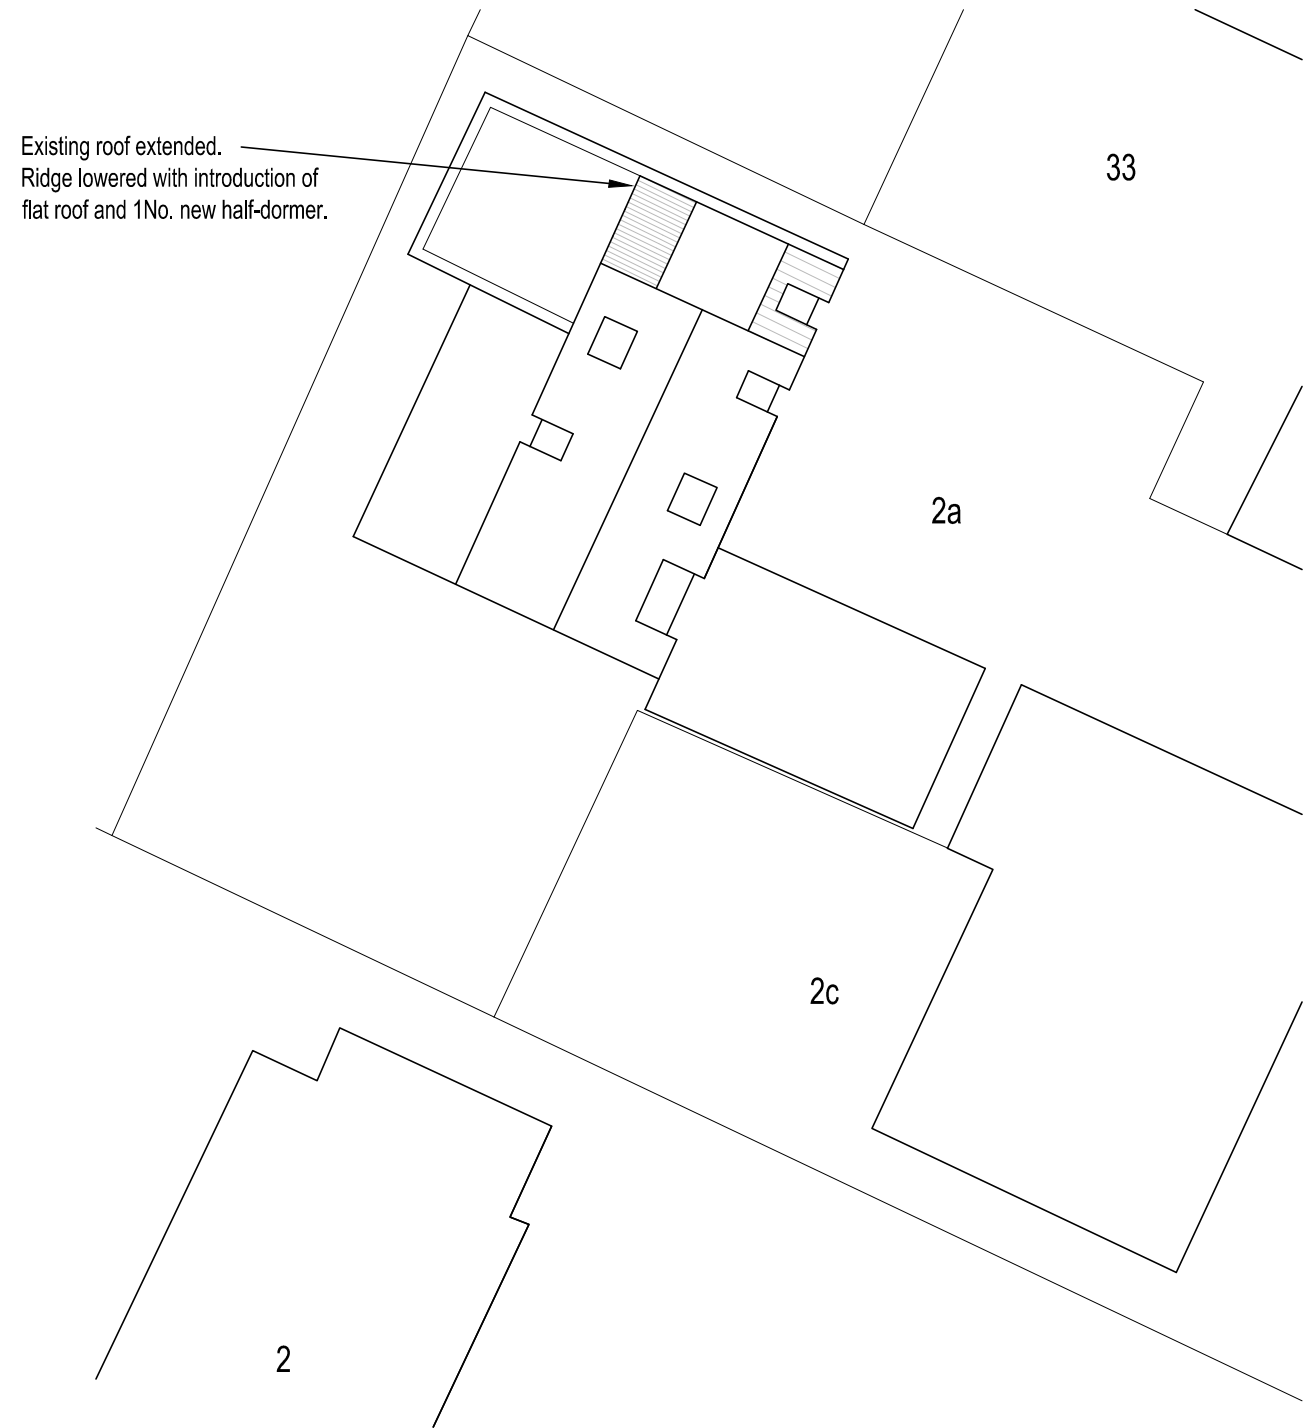 Existing roof extended.
Ridge lowered with introduction of
flat roof and 1No. new half-dormer.
33
2a
2c
2